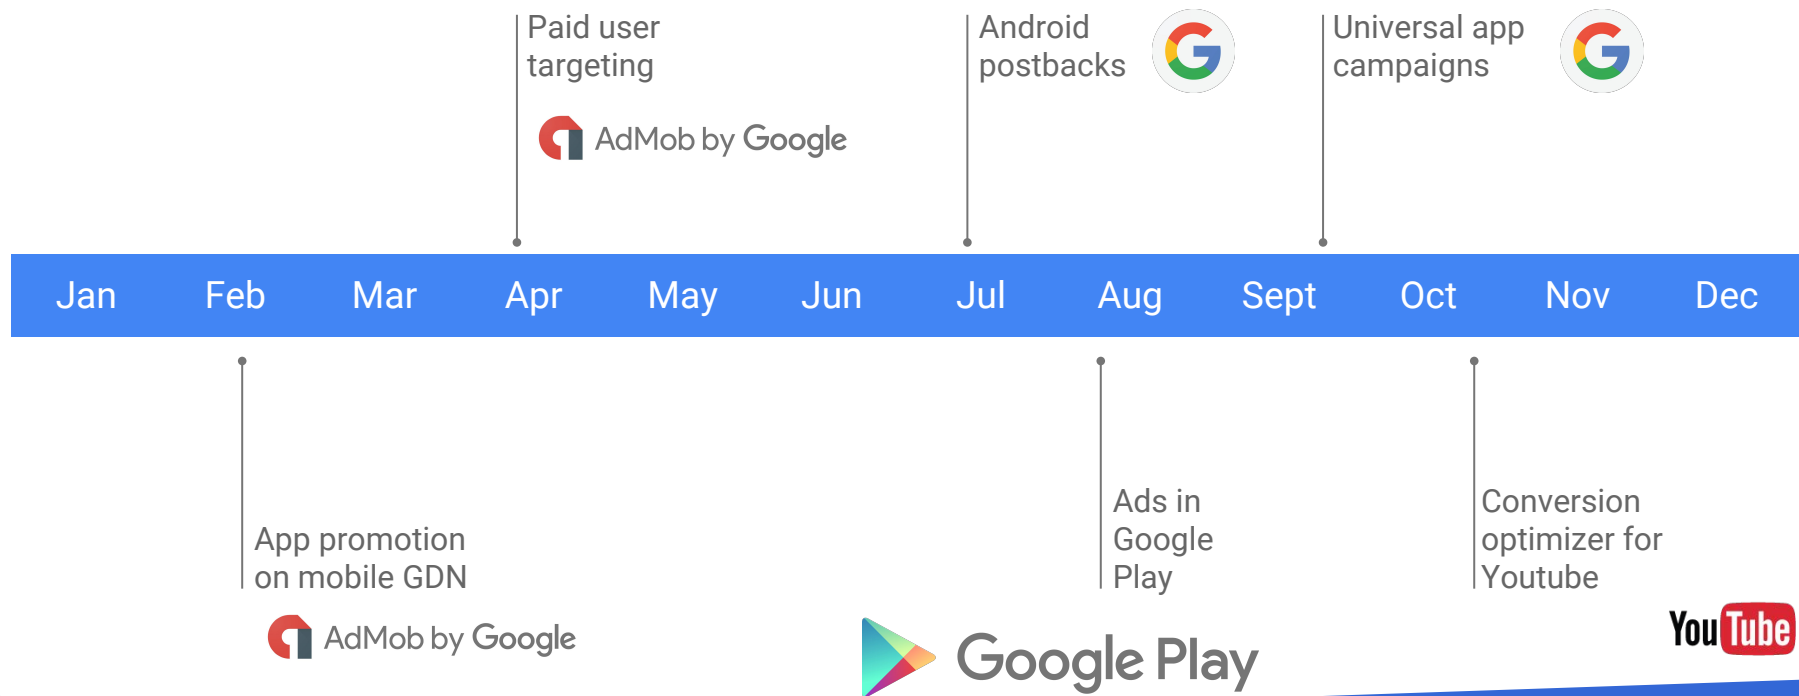 Paid user
targeting
AdMob by Google
Android
postbacks
Universal app
campaigns
Jan Feb Mar Apr May Jun Jul Aug Sept Oct Nov Dec
App promotion
on mobile GDN
AdMob by Google
Ads in
Google
Play
Google Play
Conversion
optimizer for
Youtube
YouTube